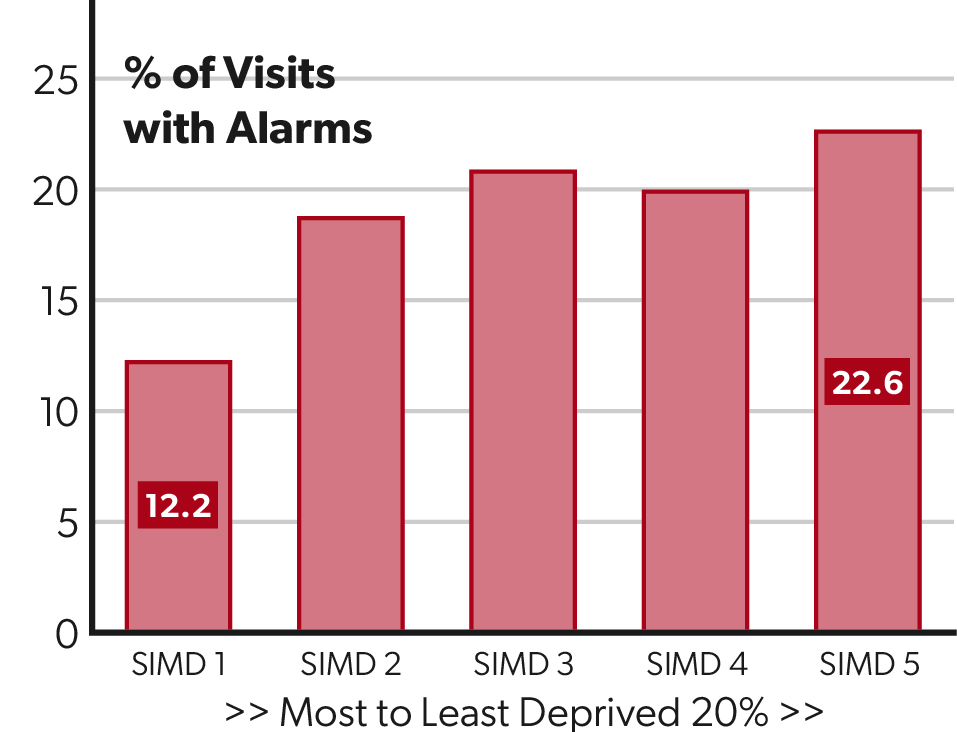 % of Visits
with Alarms
25
20
15
10
5
0
12.2
22.6
SIMD 1 SIMD 2 SIMD 3 SIMD 4 SIMD 5
>> Most to Least Deprived 20% >>